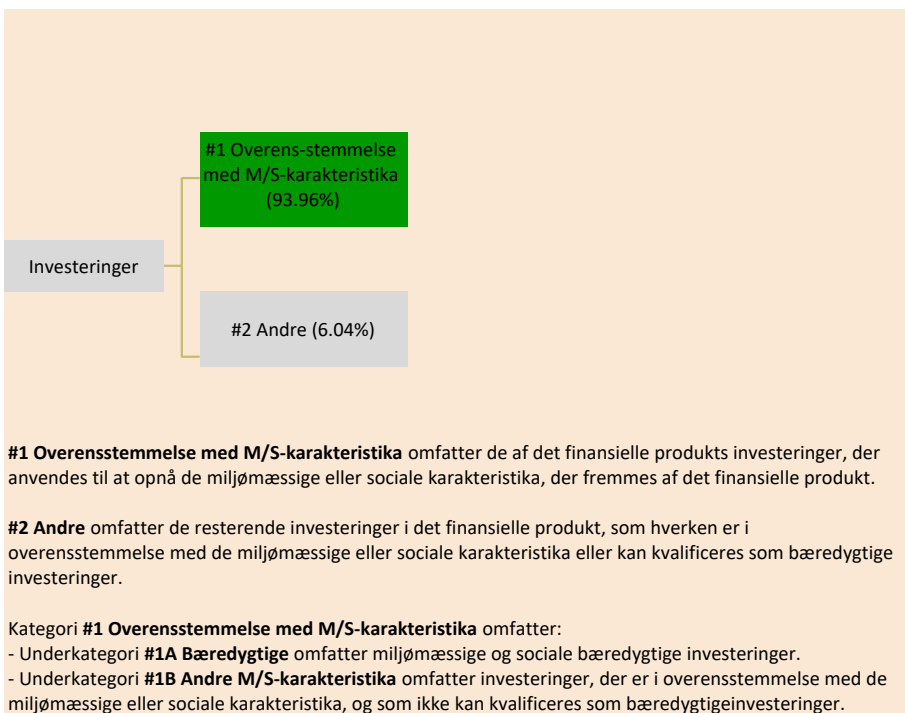 #1 Overens-stemmelse
med M/S-karakteristika
(93.96%)
Investeringer
#2 Andre (6.04%)
#1 Overensstemmelse med M/S-karakteristika omfatter de af det finansielle produkts investeringer, der
anvendes til at opnå de miljømæssige eller sociale karakteristika, der fremmes af det finansielle produkt.
#2 Andre omfatter de resterende investeringer i det finansielle produkt, som hverken er i
overensstemmelse med de miljømæssige eller sociale karakteristika eller kan kvalificeres som bæredygtige
investeringer.
Kategori #1 Overensstemmelse med M/S-karakteristika omfatter:
- Underkategori #1A Bæredygtige omfatter miljømæssige og sociale bæredygtige investeringer.
- Underkategori #1B Andre M/S-karakteristika omfatter investeringer, der er i overensstemmelse med de
miljømæssige eller sociale karakteristika, og som ikke kan kvalificeres som bæredygtigeinvesteringer.